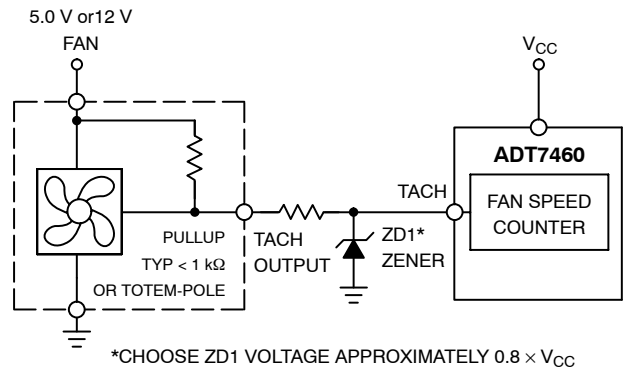 5.0 V or12 V
FAN
VCC
ADT7460
TACH
FAN SPEED
COUNTER
PULLUP
TYP < 1 kΩ
OR TOTEM-POLE
TACH
OUTPUT
ZD1*
ZENER
*CHOOSE ZD1 VOLTAGE APPROXIMATELY 0.8 × VCC